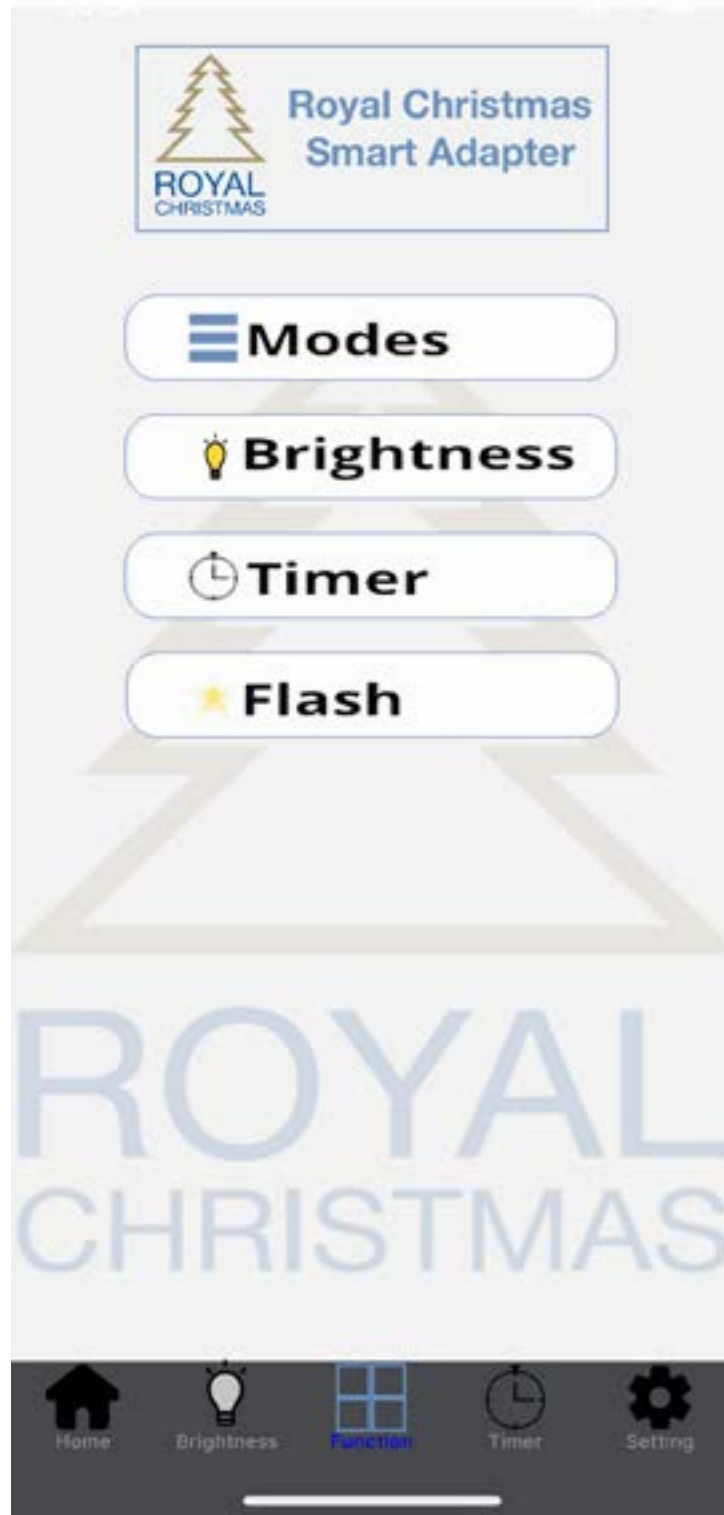 Royal Christmas
Smart Adapter
ROYAL
CHRISTMAS
Modes
Brightness
Timer
Flash
ROYAL
CHRISTMAS
Home
Brightness
Function
Timer
Setting